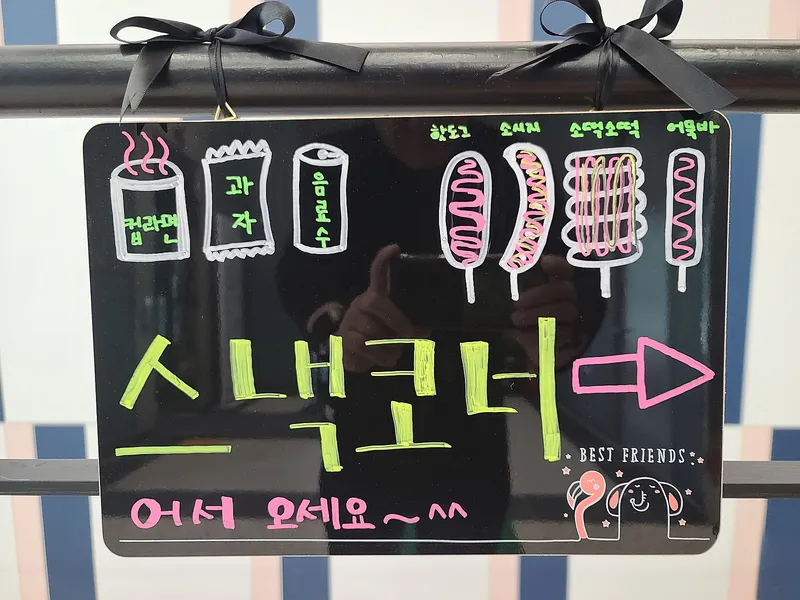 핫도그 소시지 소떡소떡 어묵바
컵라면
과자
음료수
스낵코너
BEST FRIENDS
어서 오세요~^^